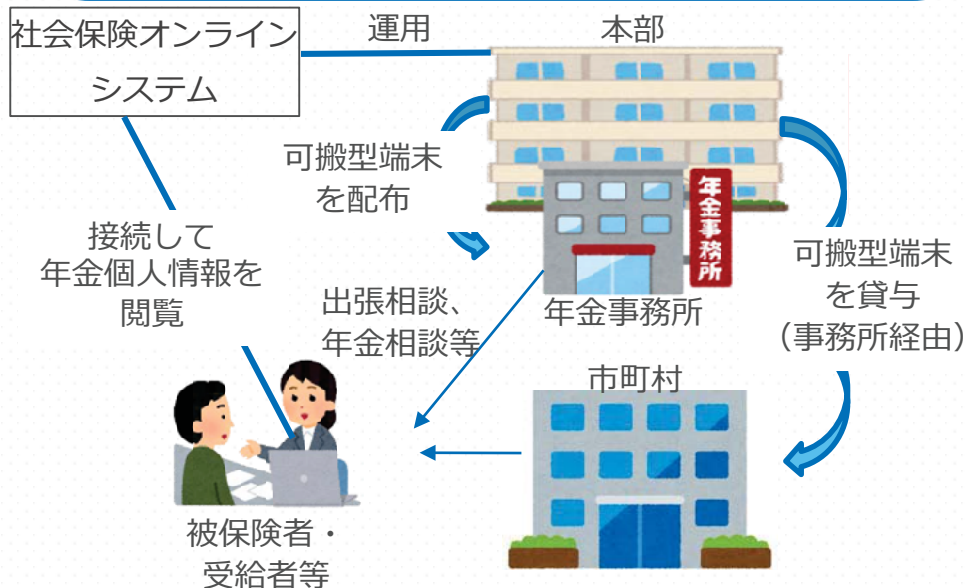 社会保険オンライン
システム
運用
本部
可搬型端末
を配布
年金事務所
接続して
年金個人情報を
閲覧
出張相談、
年金相談等
年金事務所
可搬型端末
を貸与
（事務所経由）
市町村
被保険者・
受給者等